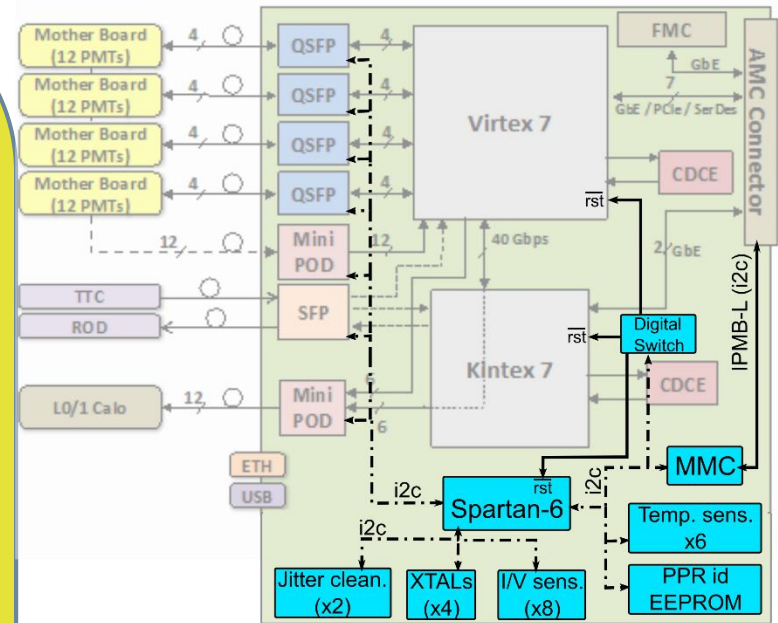 Mother Board
(12 PMTs)
Mother Board
(12 PMTs)
Mother Board
(12 PMTs)
Mother Board
(12 PMTs)
TTC
ROD
L0/1 Calo
4
4
4
4
12
12
QSFP
QSFP
QSFP
QSFP
Mini
POD
SFP
Mini
POD
ETH
USB
4
4
4
4
12
6
6
Virtex 7
rst
40 Gbps
Kintex 7
rst
FMC
GbE
7
GbE / PCIe / SerDes
CDCE
2
GbE
AMC Connector
Digital
Switch
CDCE
IPMB-L (i2c)
MMC
i2c
rst
Spartan-6
i2c
i2c
Jitter clean.
(x2)
XTALs
(x4)
I/V sens.
(x8)
Temp. sens.
x6
PPR id
EEPROM